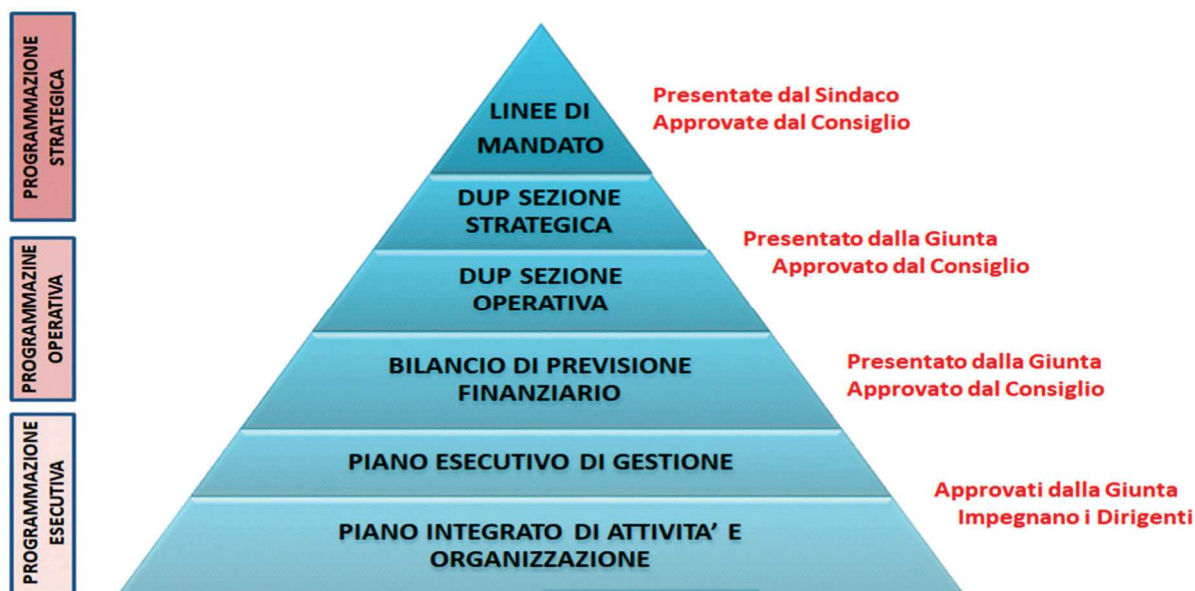 PROGRAMMAZIONE
STRATEGICA
LINEE DI
MANDATO
Presentate dal Sindaco
Approvate dal Consiglio
DUP SEZIONE
STRATEGICA
Presentato dalla Giunta
Approvato dal Consiglio
PROGRAMMAZINE
OPERATIVA
DUP SEZIONE
OPERATIVA
BILANCIO DI PREVISIONE
FINANZIARIO
Presentato dalla Giunta
Approvato dal Consiglio
PROGRAMMAZIONE
ESECUTIVA
PIANO ESECUTIVO DI GESTIONE
PIANO INTEGRATO DI ATTIVITA’ E
ORGANIZZAZIONE
Approvati dalla Giunta
Impegnano i Dirigenti